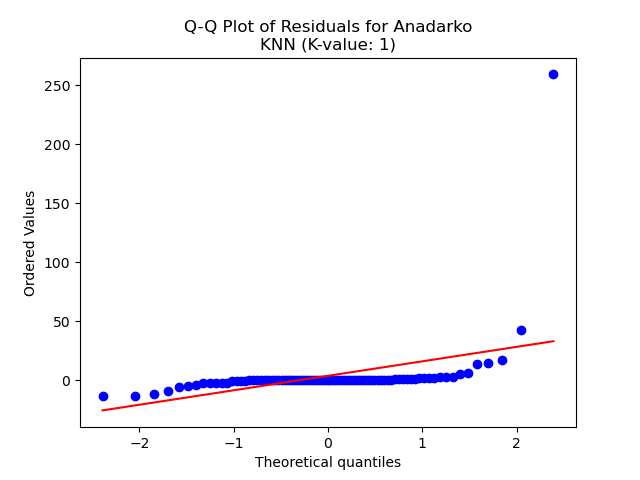 Q-Q Plot of Residuals for Anadarko
KNN (K-value: 1)
Ordered Values
250
200
150
100
50
0
−2
−1
0
1
2
Theoretical quantiles